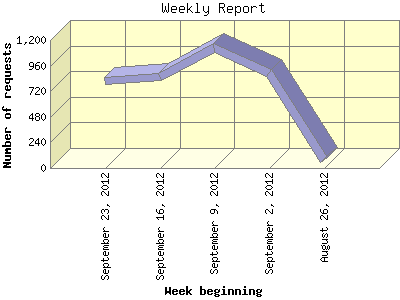 Weekly Report
Number of requests
1,200
960
720
480
240
0
September 23, 2012
September 16, 2012
September 9, 2012
September 2, 2012
August 26, 2012
Week beginning